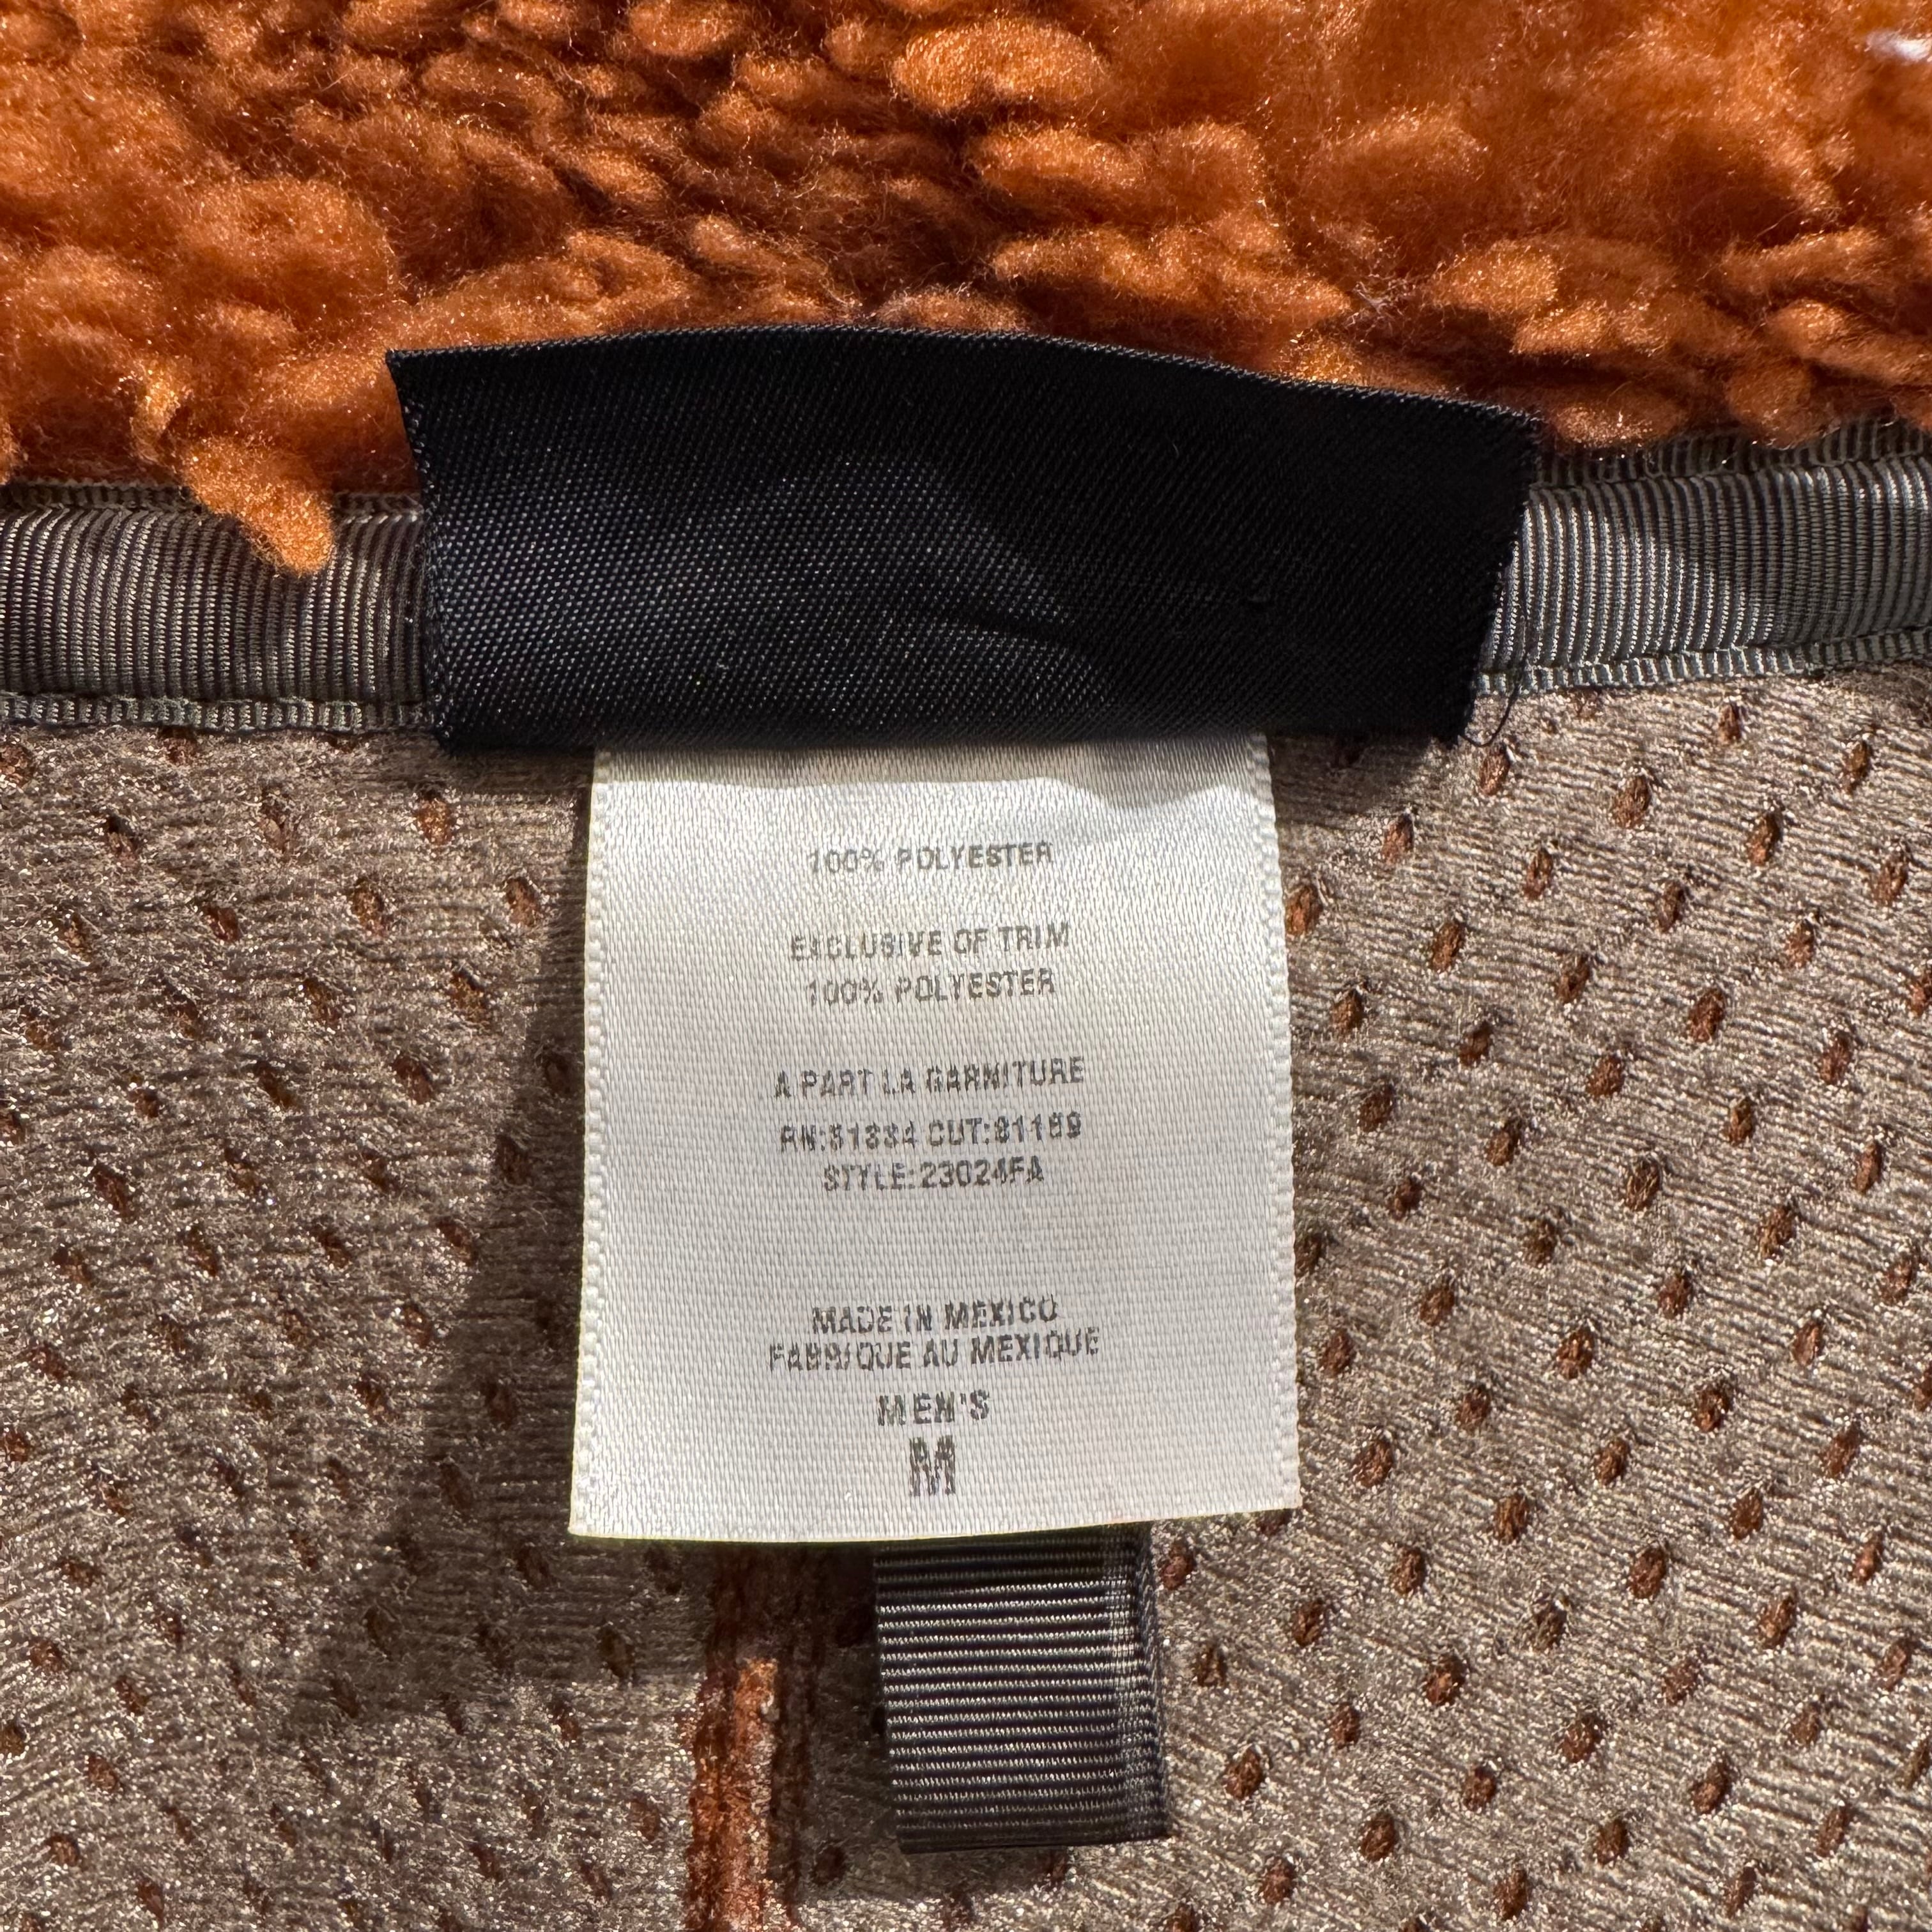 100% POLYESTER
EXCLUSIVE OF TRIM
100% POLYESTER
A PART LA GARNITURE
RN:51884 CUT:81169
STYLE:23024FA
MADE IN MEXICO
FABRIQUE AU MEXIQUE
MEN'S
M